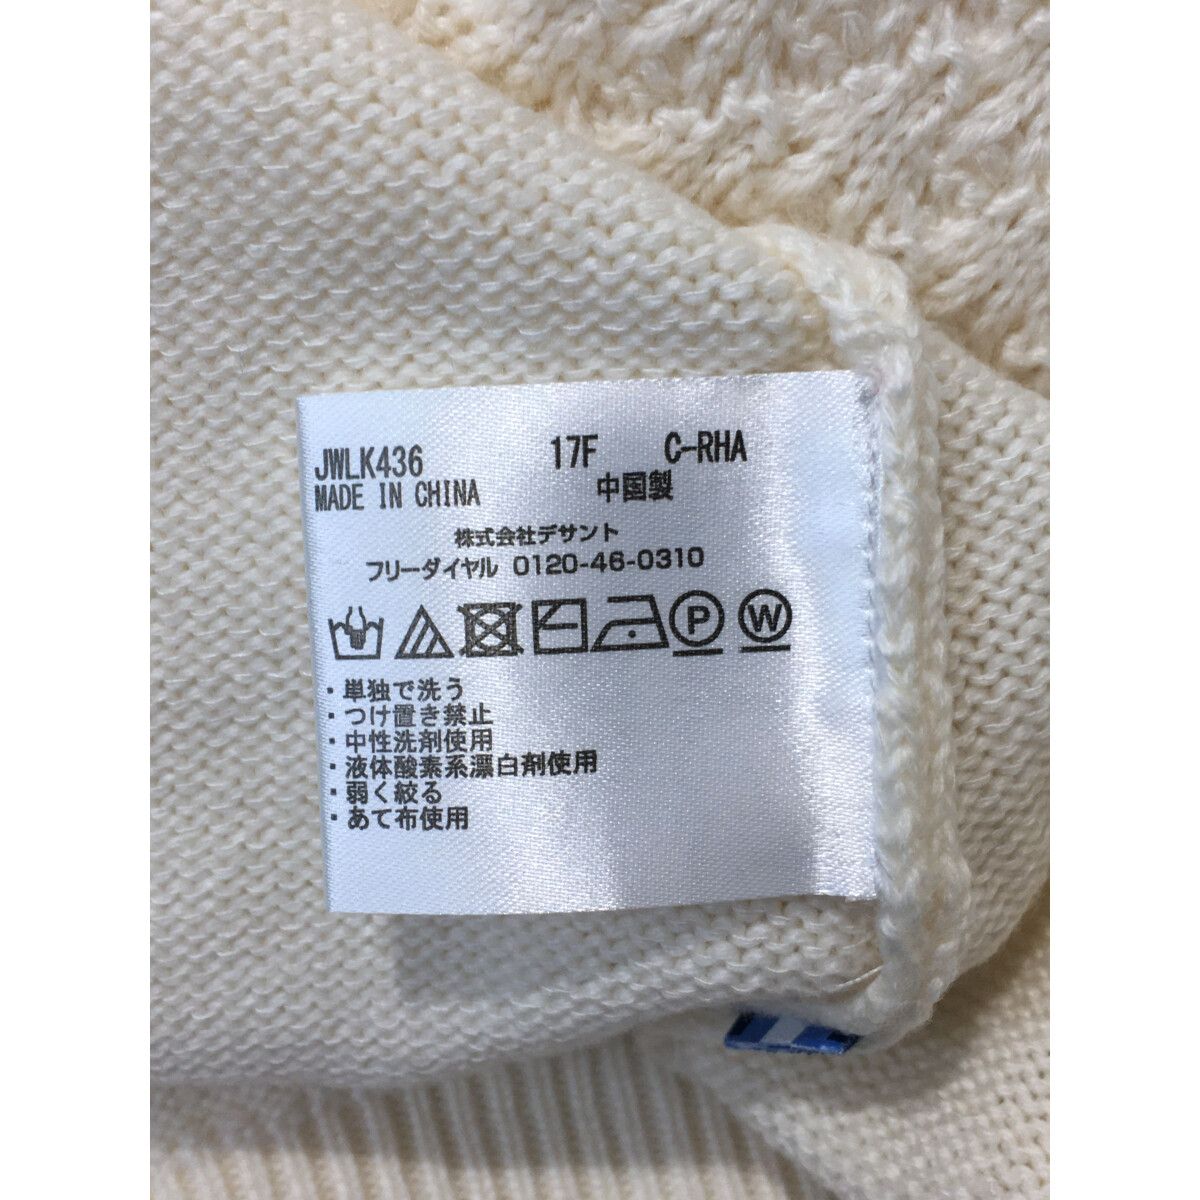 JWLK436 17F C-RHA
MADE IN CHINA 中国製
株式会社デサント
フリーダイヤル 0120-46-0310
P W
・単独で洗う
・つけ置き禁止
・中性洗剤使用
・液体酸素系漂白剤使用
・弱く絞る
・あて布使用